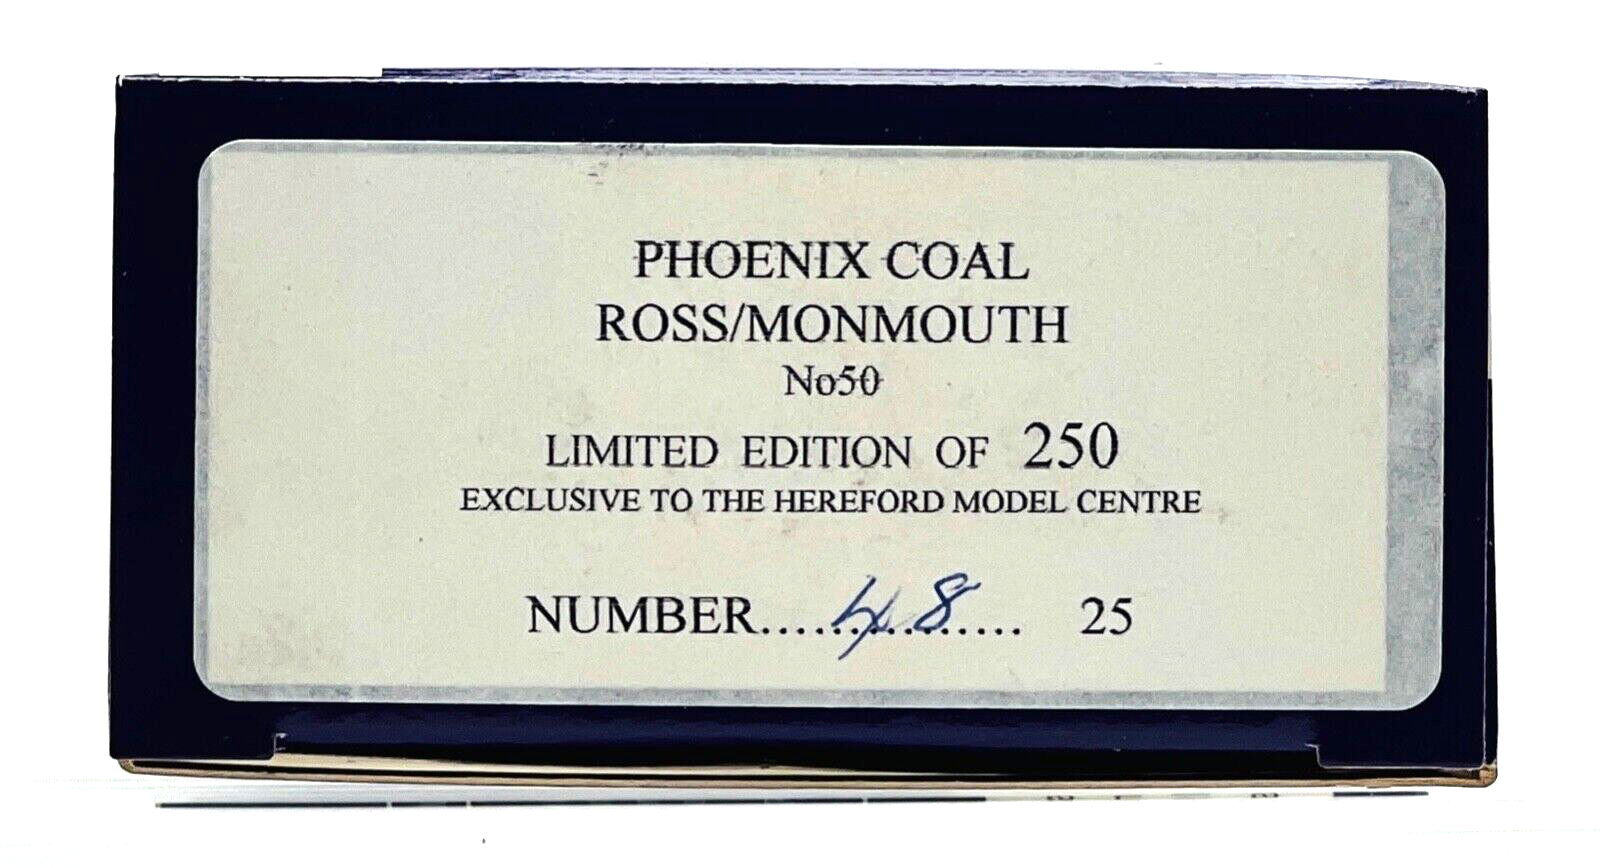 PHOENIX COAL
ROSS/MONMOUTH
No50
LIMITED EDITION OF 250
EXCLUSIVE TO THE HEREFORD MODEL CENTRE
NUMBER......48...... 25